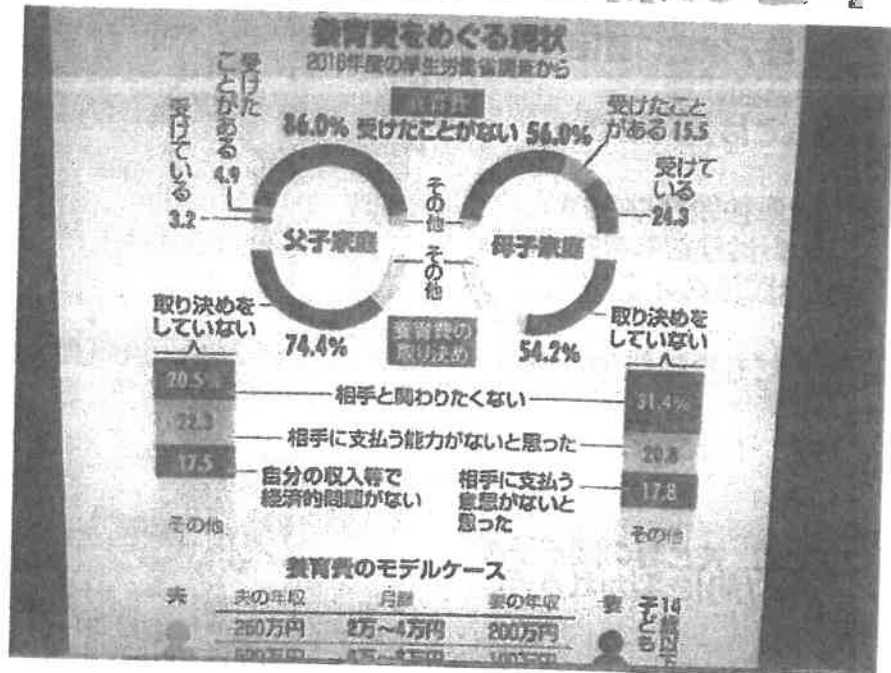 養育費をめぐる現状
2016年度の厚生労働省調査から
養育費
受けたことがない
86.0%
56.0%
受けたことがある
4.9
受けている
3.2
受けたこと
がある 15.5
受けて
いる
24.3
その他
父子家庭
母子家庭
その他
取り決めを
していない
74.4%
養育費の
取り決め
54.2%
取り決めを
していない
20.5%
相手と関わりたくない
31.4%
22.3
相手に支払う能力がないと思った
20.8
17.5
自分の収入等で
経済的問題がない
相手に支払う
意思がないと
思った
17.8
その他
その他
養育費のモデルケース
夫
夫の年収
月額
妻の年収
妻
子ども
14歳以下
260万円
2万〜4万円
200万円